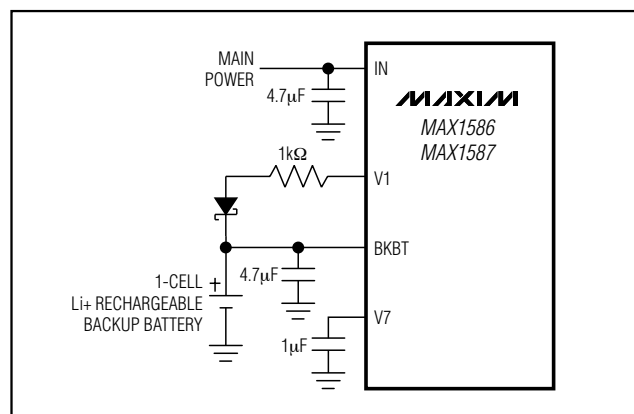 MAIN
POWER
IN
4.7µF
MAXIM
MAX1586
MAX1587
1kΩ
V1
BKBT
4.7µF
1-CELL +
Li+ RECHARGEABLE
BACKUP BATTERY
V7
1µF